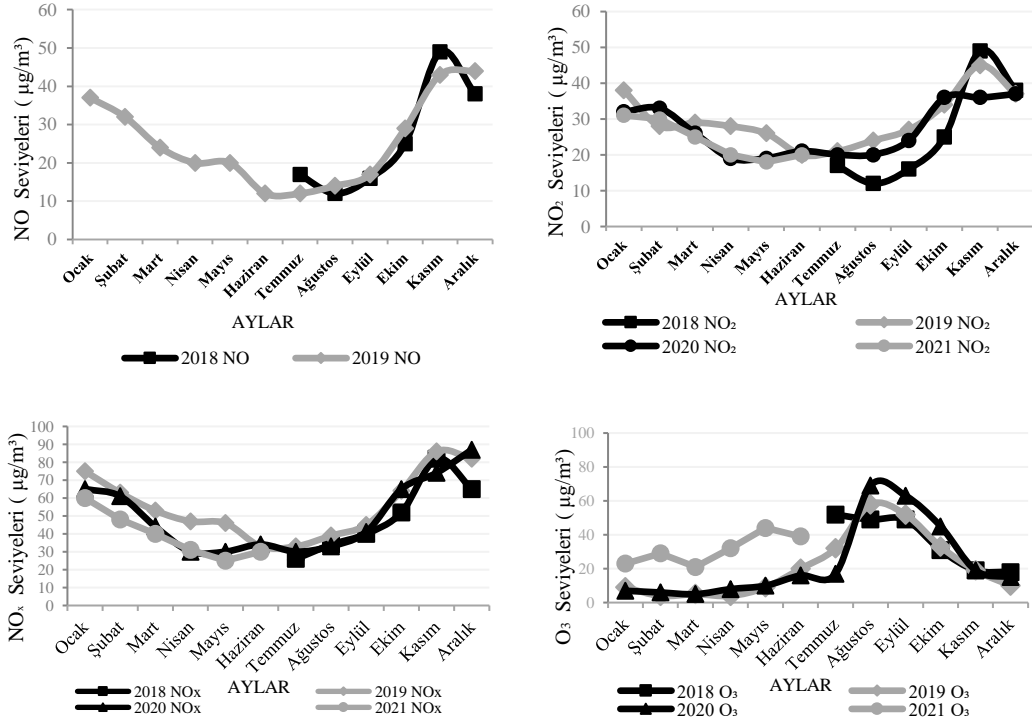 NO Seviyeleri ( µg/m³)
60
50
40
30
20
10
0
Ocak
Şubat
Mart
Nisan
Mayıs
Haziran
Temmuz
Ağustos
Eylül
Ekim
Kasım
Aralık
AYLAR
2018 NO
2019 NO
NO₂ Seviyeleri ( µg/m³)
60
50
40
30
20
10
0
Ocak
Şubat
Mart
Nisan
Mayıs
Haziran
Temmuz
Ağustos
Eylül
Ekim
Kasım
Aralık
AYLAR
2018 NO₂
2019 NO₂
2020 NO₂
2021 NO₂
NOₓ Seviyeleri ( µg/m³)
100
90
80
70
60
50
40
30
20
10
0
Ocak
Şubat
Mart
Nisan
Mayıs
Haziran
Temmuz
Ağustos
Eylül
Ekim
Kasım
Aralık
AYLAR
2018 NOx
2019 NOx
2020 NOx
2021 NOx
O₃ Seviyeleri ( µg/m³)
100
80
60
40
20
0
Ocak
Şubat
Mart
Nisan
Mayıs
Haziran
Temmuz
Ağustos
Eylül
Ekim
Kasım
Aralık
AYLAR
2018 O₃
2019 O₃
2020 O₃
2021 O₃